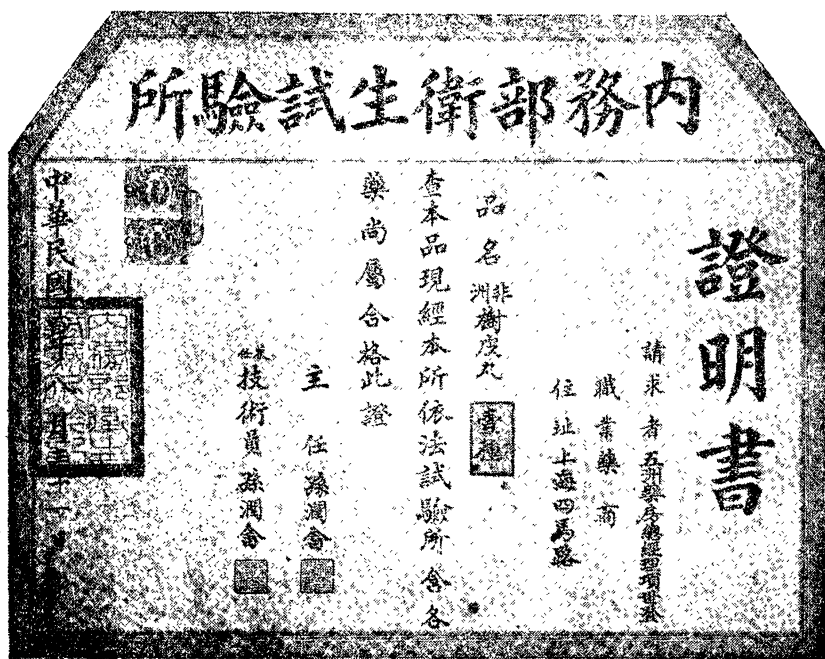 內務部衛生試驗所
證明書
請求者五洲藥房總經理項
職業藥商
住址上海四馬路
品名非洲樹皮丸
查本品現經本所依法試驗所含各
藥尚屬合格此證
主任孫潤畬
技術員孫潤畬
中華民國